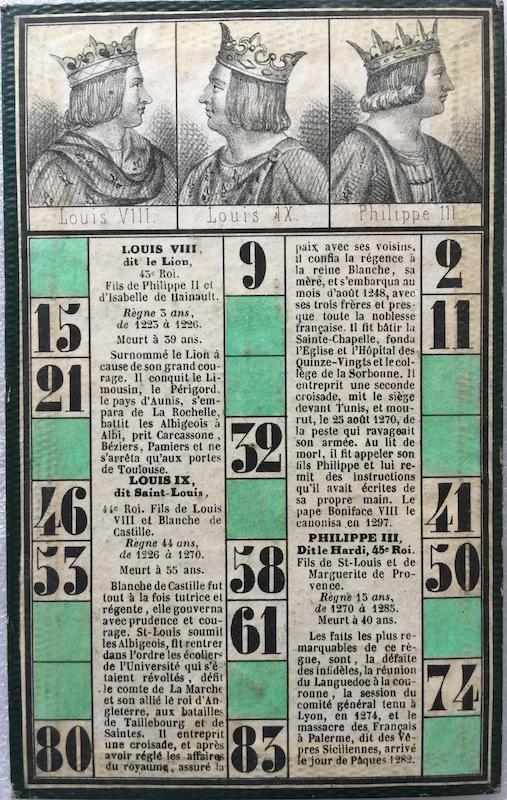 Louis VIII.
Louis IX.
Philippe III.
15
21
46
53
80
LOUIS VIII,
dit le Lion,
43e Roi.
Fils de Philippe II et
d'Isabelle de Hainault.
Règne 3 ans,
de 1223 à 1226.
Meurt à 39 ans.
Surnommé le Lion à
cause de son grand cou-
rage. Il conquit le Li-
mousin, le Périgord,
le pays d'Aunis, s'em-
para de La Rochelle,
battit les Albigeois à
Albi, prit Carcassone,
Béziers, Pamiers et ne
s'arrêta qu'aux portes
de Toulouse.
LOUIS IX,
dit Saint-Louis,
44e Roi. Fils de Louis
VIII et Blanche de
Castille.
Règne 44 ans,
de 1226 à 1270.
Meurt à 55 ans.
Blanche de Castille fut
tout à la fois tutrice et
régente, elle gouverna
avec prudence et cou-
rage. St-Louis soumit
les Albigeois, fit rentrer
dans l'ordre les écoliers
de l'Université qui s'é-
taient révoltés, défit
le comte de La Marche
et son allié le roi d'An-
gleterre, aux batailles
de Taillebourg et de
Saintes. Il entreprit
une croisade, et après
avoir réglé les affaires
du royaume, assuré la
9
32
58
61
83
paix avec ses voisins,
il confia la régence à
la reine Blanche, sa
mère, et s'embarqua au
mois d'août 1248, avec
ses trois frères et pres-
que toute la noblesse
française. Il fit bâtir la
Sainte-Chapelle, fonda
l'Eglise et l'Hôpital des
Quinze-Vingts et le col-
lège de la Sorbonne. Il
entreprit une seconde
croisade, mit le siège
devant Tunis, et mou-
rut, le 25 août 1270, de
la peste qui ravageait
son armée. Au lit de
mort, il fit appeler son
fils Philippe et lui re-
mit des instructions
qu'il avait écrites de
sa propre main. Le
pape Boniface VIII le
canonisa en 1297.
PHILIPPE III,
Dit le Hardi, 45e Roi.
Fils de St-Louis et de
Marguerite de Pro-
vence.
Règne 15 ans,
de 1270 à 1285.
Meurt à 40 ans.
Les faits les plus re-
marquables de ce rè-
gne, sont, la défaite
des infidèles, la réunion
du Languedoc à la cou-
ronne, la session du
comité général tenu à
Lyon, en 1274, et le
massacre des Français
à Palerme, dit des Vê-
pres Siciliennes, arrivé
le jour de Pâques 1282.
2
11
41
50
74